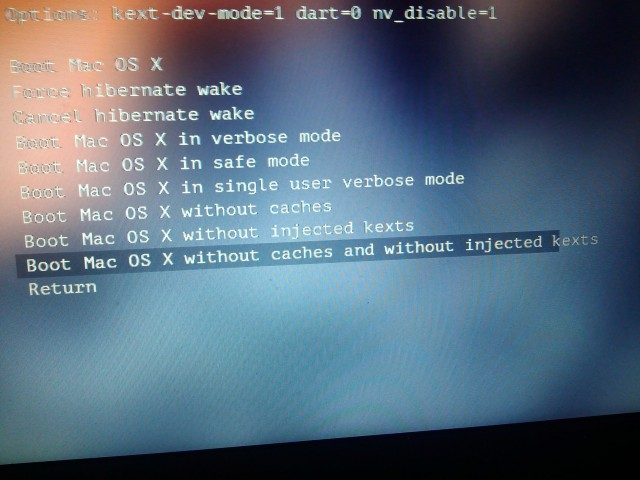 Options: kext-dev-mode=1 dart=0 nv_disable=1
Boot Mac OS X
Force hibernate wake
Cancel hibernate wake
Boot Mac OS X in verbose mode
Boot Mac OS X in safe mode
Boot Mac OS X in single user verbose mode
Boot Mac OS X without caches
Boot Mac OS X without injected kexts
Boot Mac OS X without caches and without injected kexts
Return